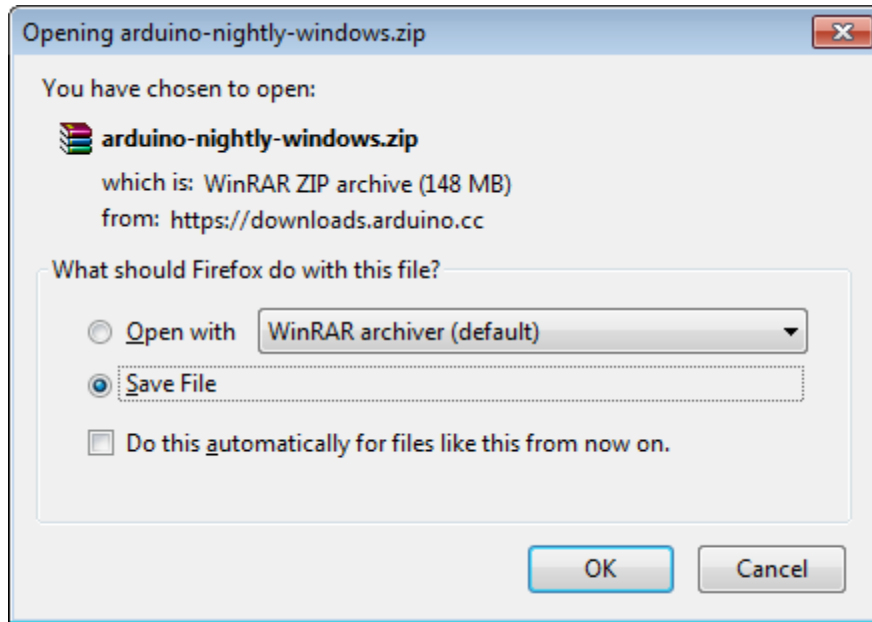 Opening arduino-nightly-windows.zip
You have chosen to open:
arduino-nightly-windows.zip
which is: WinRAR ZIP archive (148 MB)
from: https://downloads.arduino.cc
What should Firefox do with this file?
Open with WinRAR archiver (default)
Save File
Do this automatically for files like this from now on.
OK Cancel